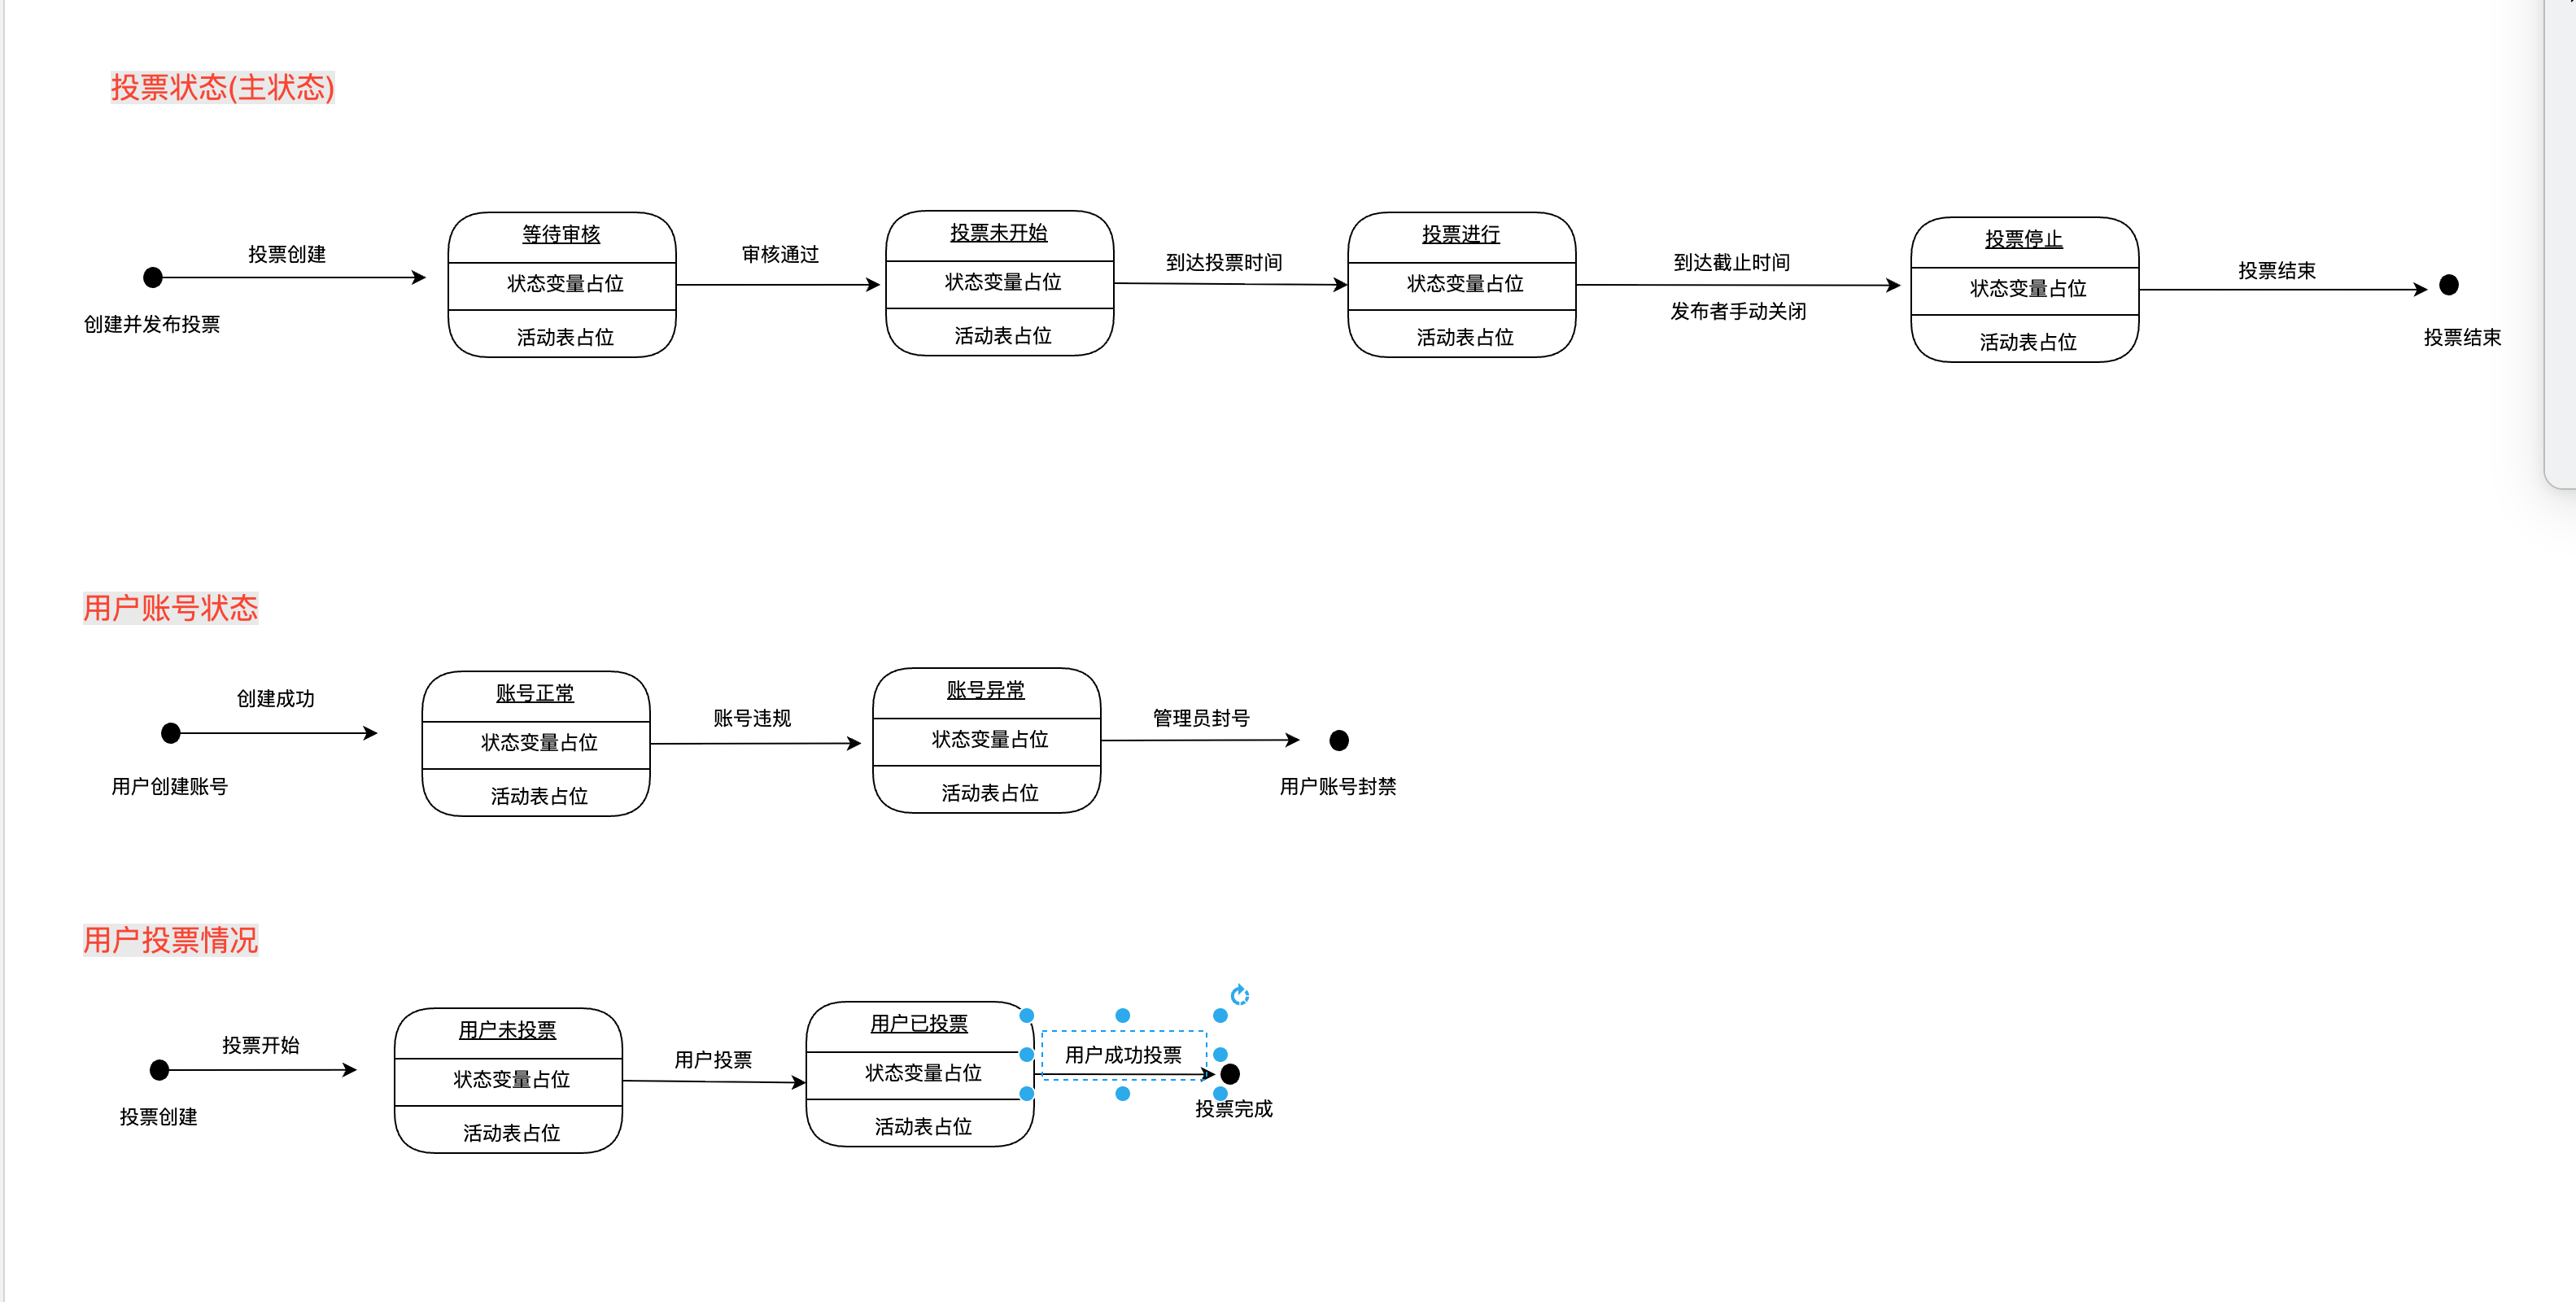 投票状态(主状态)
投票创建
创建并发布投票
等待审核
状态变量占位
活动表占位
审核通过
投票未开始
状态变量占位
活动表占位
到达投票时间
投票进行
状态变量占位
活动表占位
到达截止时间
发布者手动关闭
投票停止
状态变量占位
活动表占位
投票结束
投票结束
用户账号状态
创建成功
用户创建账号
账号正常
状态变量占位
活动表占位
账号违规
账号异常
状态变量占位
活动表占位
管理员封号
用户账号封禁
用户投票情况
投票开始
投票创建
用户未投票
状态变量占位
活动表占位
用户投票
用户已投票
状态变量占位
活动表占位
用户成功投票
投票完成